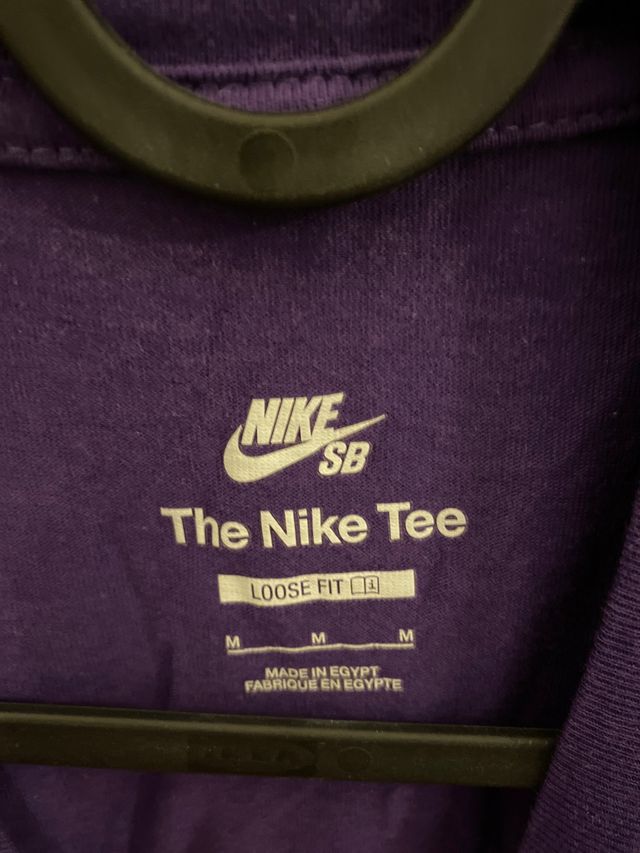 NIKE
SB
The Nike Tee
LOOSE FIT
M M M
MADE IN EGYPT
FABRIQUE EN EGYPTE